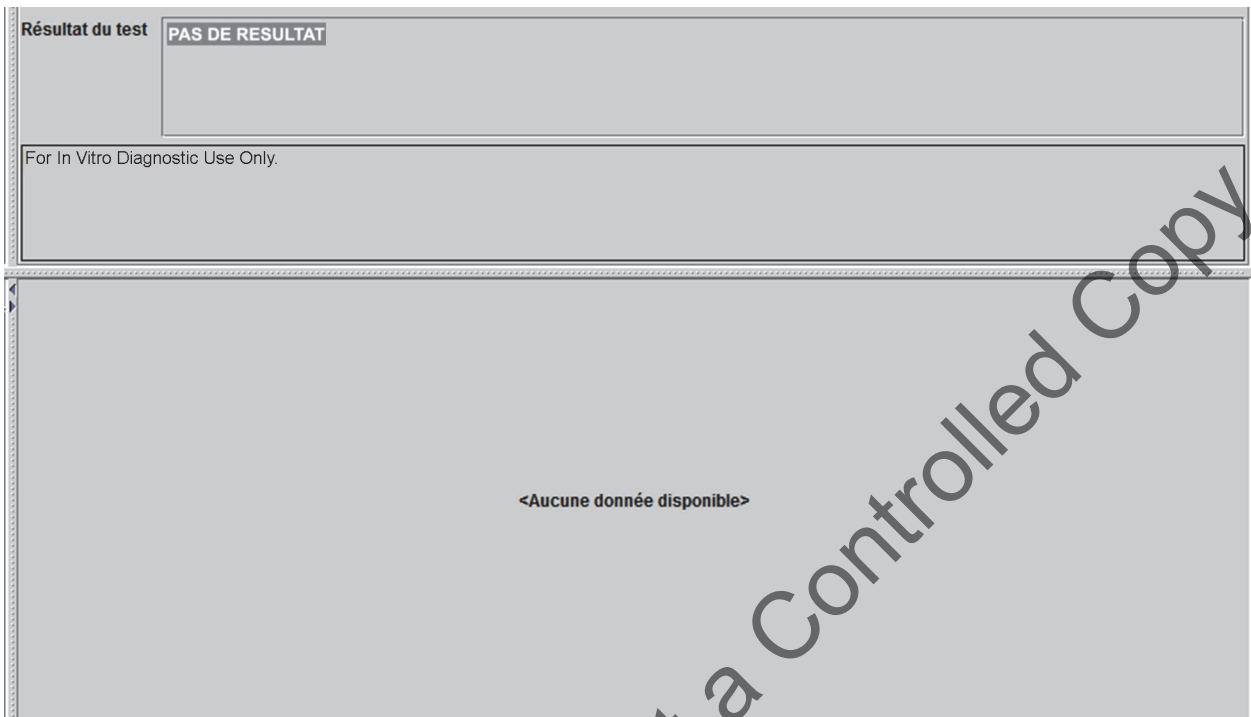 Résultat du test
PAS DE RESULTAT
For In Vitro Diagnostic Use Only.
<Aucune donnée disponible>
a Controlled Copy